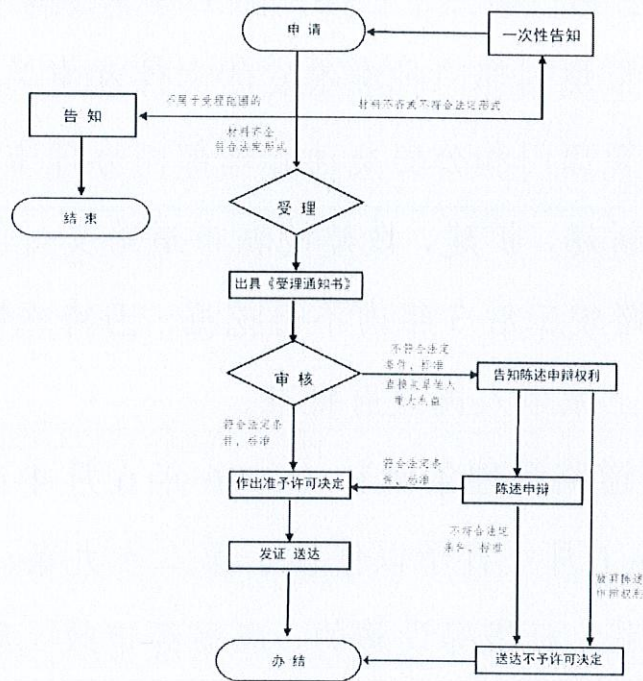 申 请
一次性告知
不属于受理范围的
材料不齐或不符合法定形式
告 知
材料齐全
符合法定形式
结 束
受 理
出具《受理通知书》
不符合法定
条件、标准
审 核
直接关系他人
重大利益
告知陈述申辩权利
符合法定条
件、标准
符合法定条
件、标准
作出准予许可决定
陈述申辩
不符合法定
条件、标准
发证 送达
放弃陈述
申辩权利
办 结
送达不予许可决定